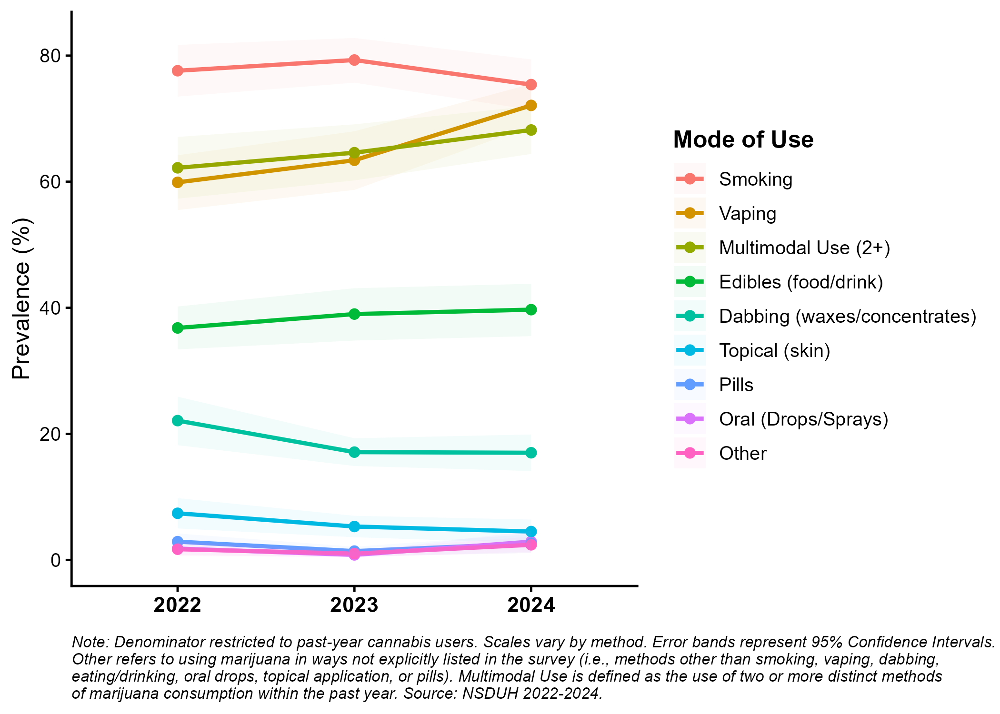 80
60
40
20
0
Prevalence (%)
2022 2023 2024
Mode of Use
Smoking
Vaping
Multimodal Use (2+)
Edibles (food/drink)
Dabbing (waxes/concentrates)
Topical (skin)
Pills
Oral (Drops/Sprays)
Other
Note: Denominator restricted to past-year cannabis users. Scales vary by method. Error bands represent 95% Confidence Intervals.
Other refers to using marijuana in ways not explicitly listed in the survey (i.e., methods other than smoking, vaping, dabbing,
eating/drinking, oral drops, topical application, or pills). Multimodal Use is defined as the use of two or more distinct methods
of marijuana consumption within the past year. Source: NSDUH 2022-2024.